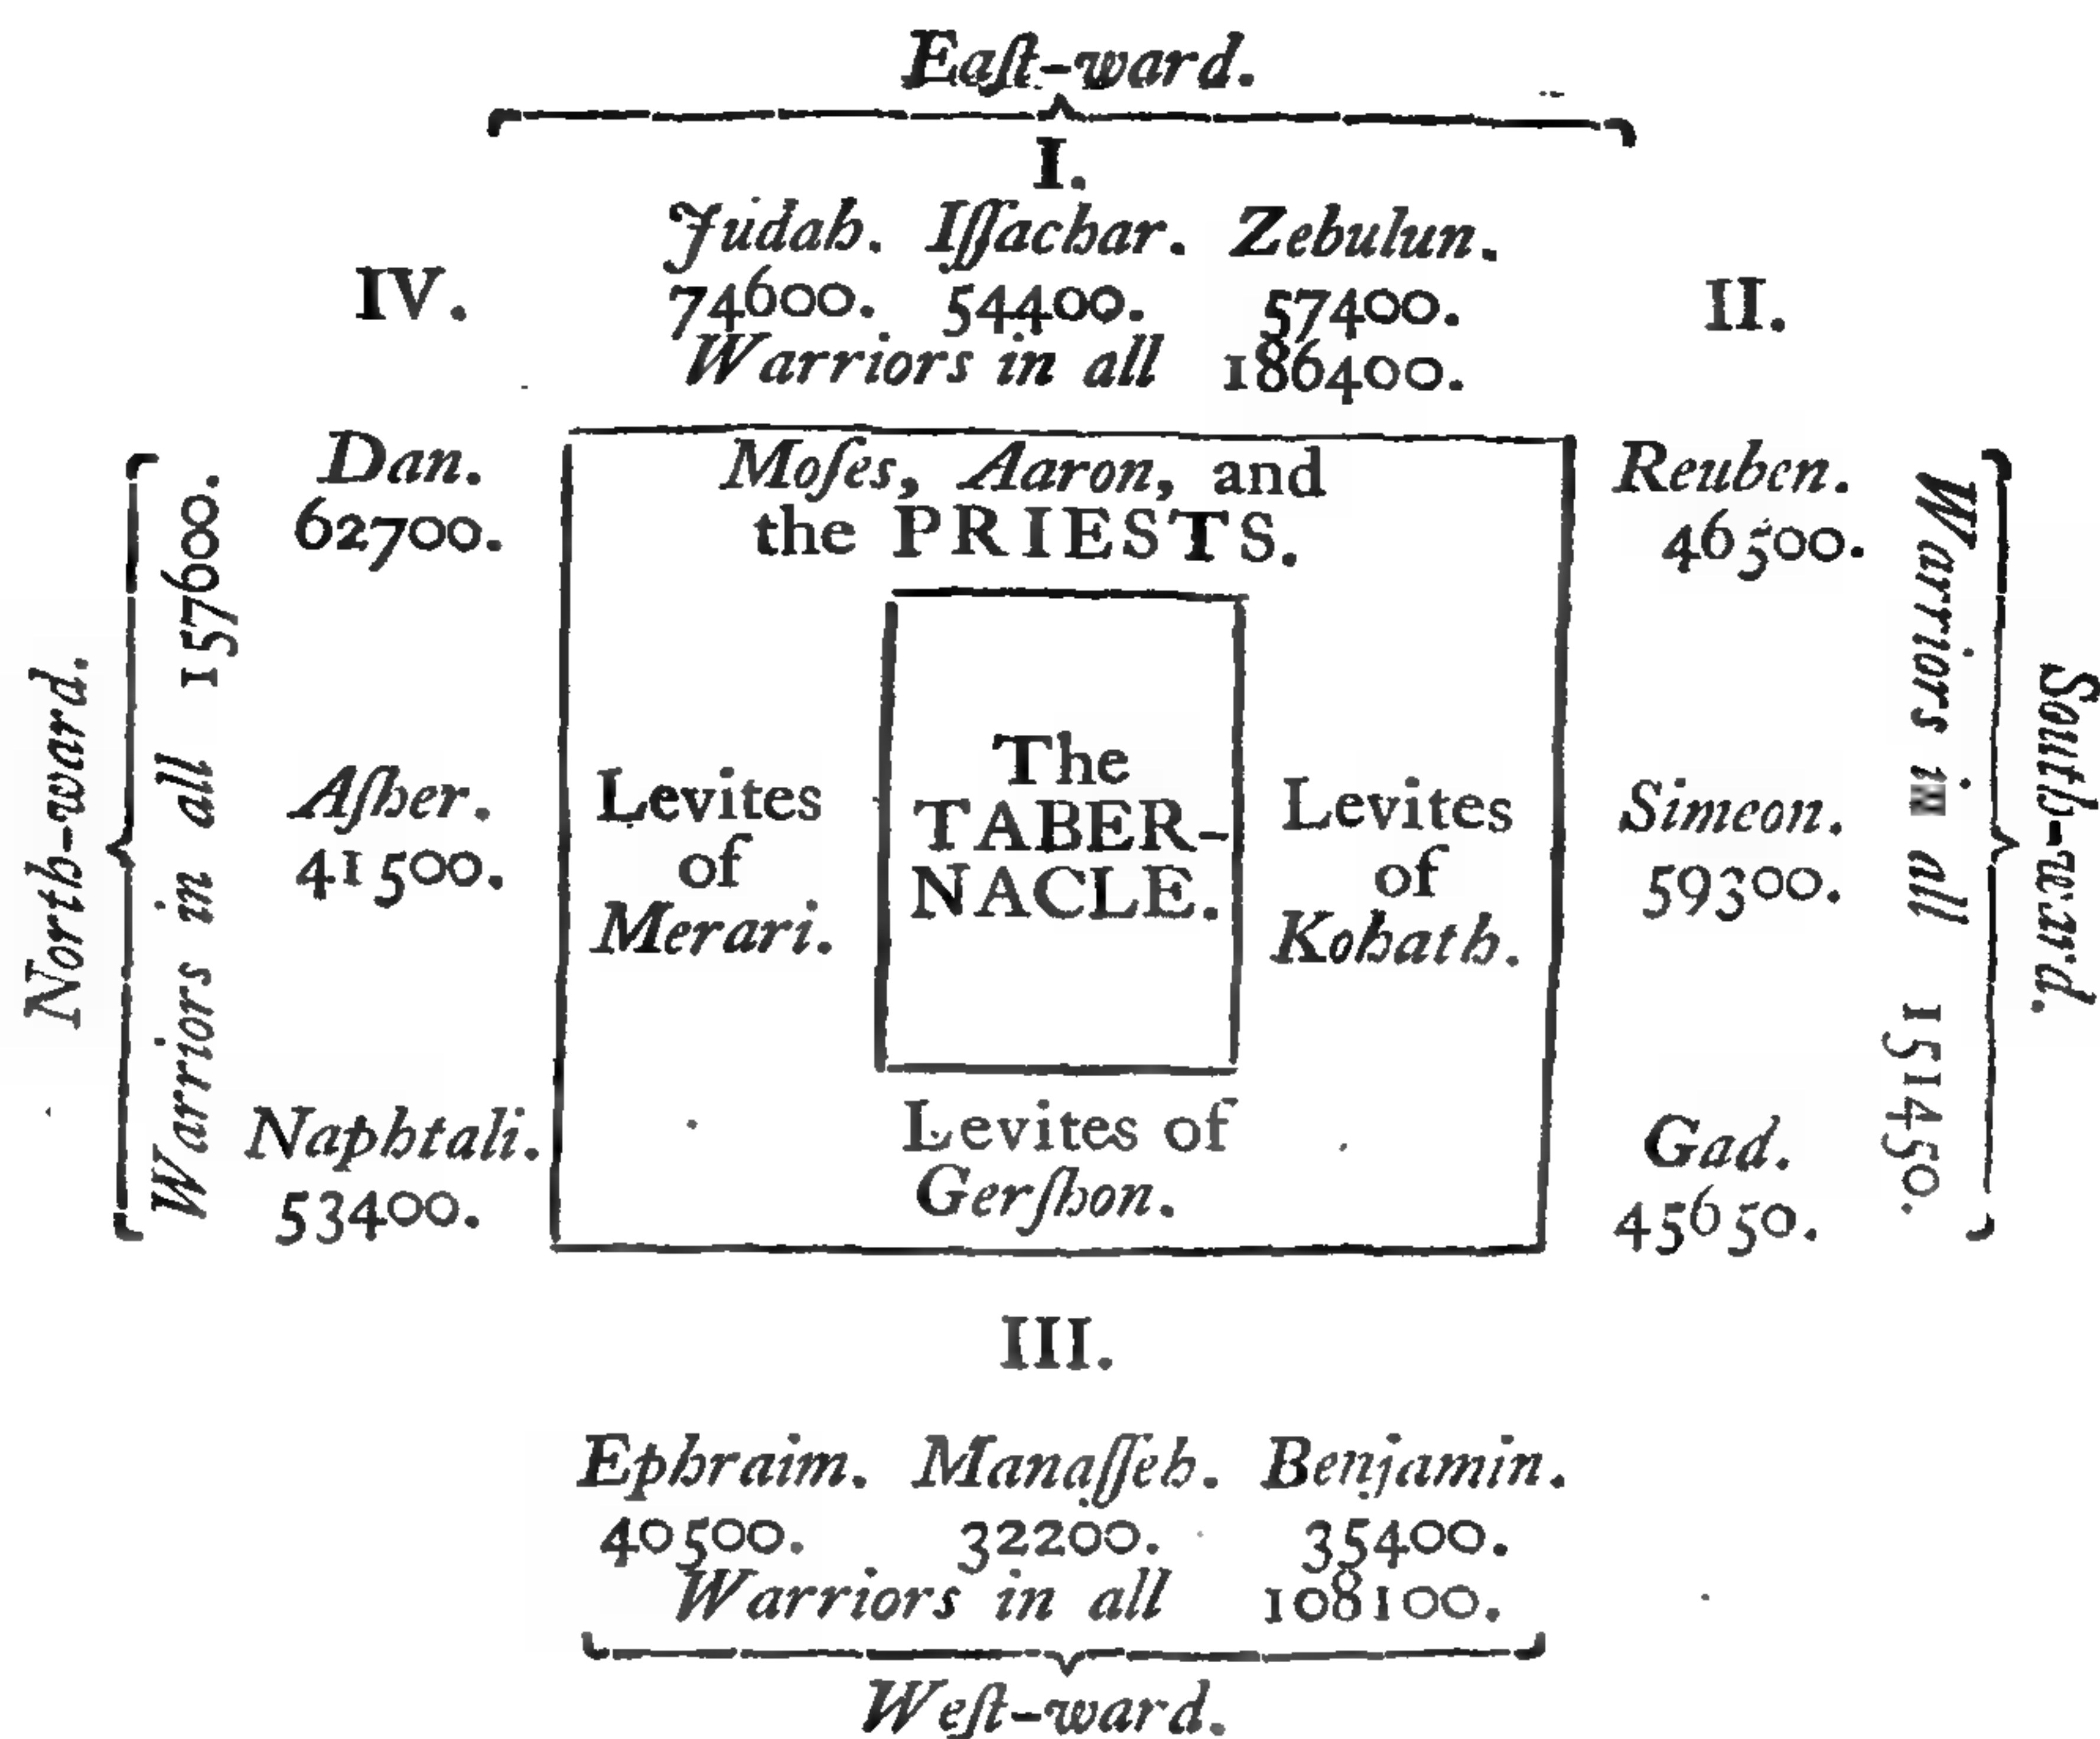 Eaſt-ward.
I.
Judah. Iſſachar. Zebulun.
74600. 54400. 57400.
Warriors in all 186400.
IV.
II.
Dan.
62700.
Aſher.
41500.
Naphtali.
53400.
Warriors in all 157600.
North-ward.
Moſes, Aaron, and
the PRIESTS.
Levites
of
Merari.
The
TABER-
NACLE.
Levites
of
Kohath.
Levites of
Gerſhon.
Reuben.
46500.
Simeon.
59300.
Gad.
45650.
Warriors in all 151450.
South-ward.
III.
Ephraim. Manaſſeh. Benjamin.
40500. 32200. 35400.
Warriors in all 108100.
Weſt-ward.